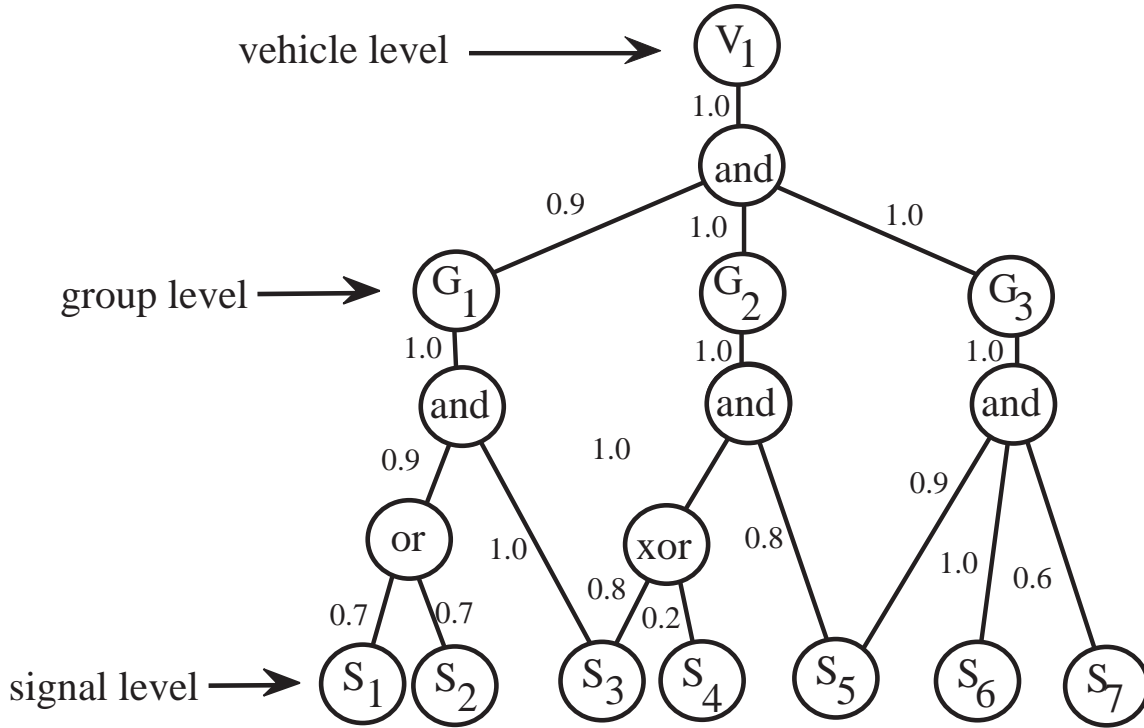 vehicle level
V1
1.0
and
0.9
1.0
1.0
group level
G1
G2
G3
1.0
1.0
1.0
and
and
and
0.9
1.0
0.9
or
1.0
xor
0.8
1.0
0.6
0.7
0.7
0.8
0.2
signal level
S1
S2
S3
S4
S5
S6
S7